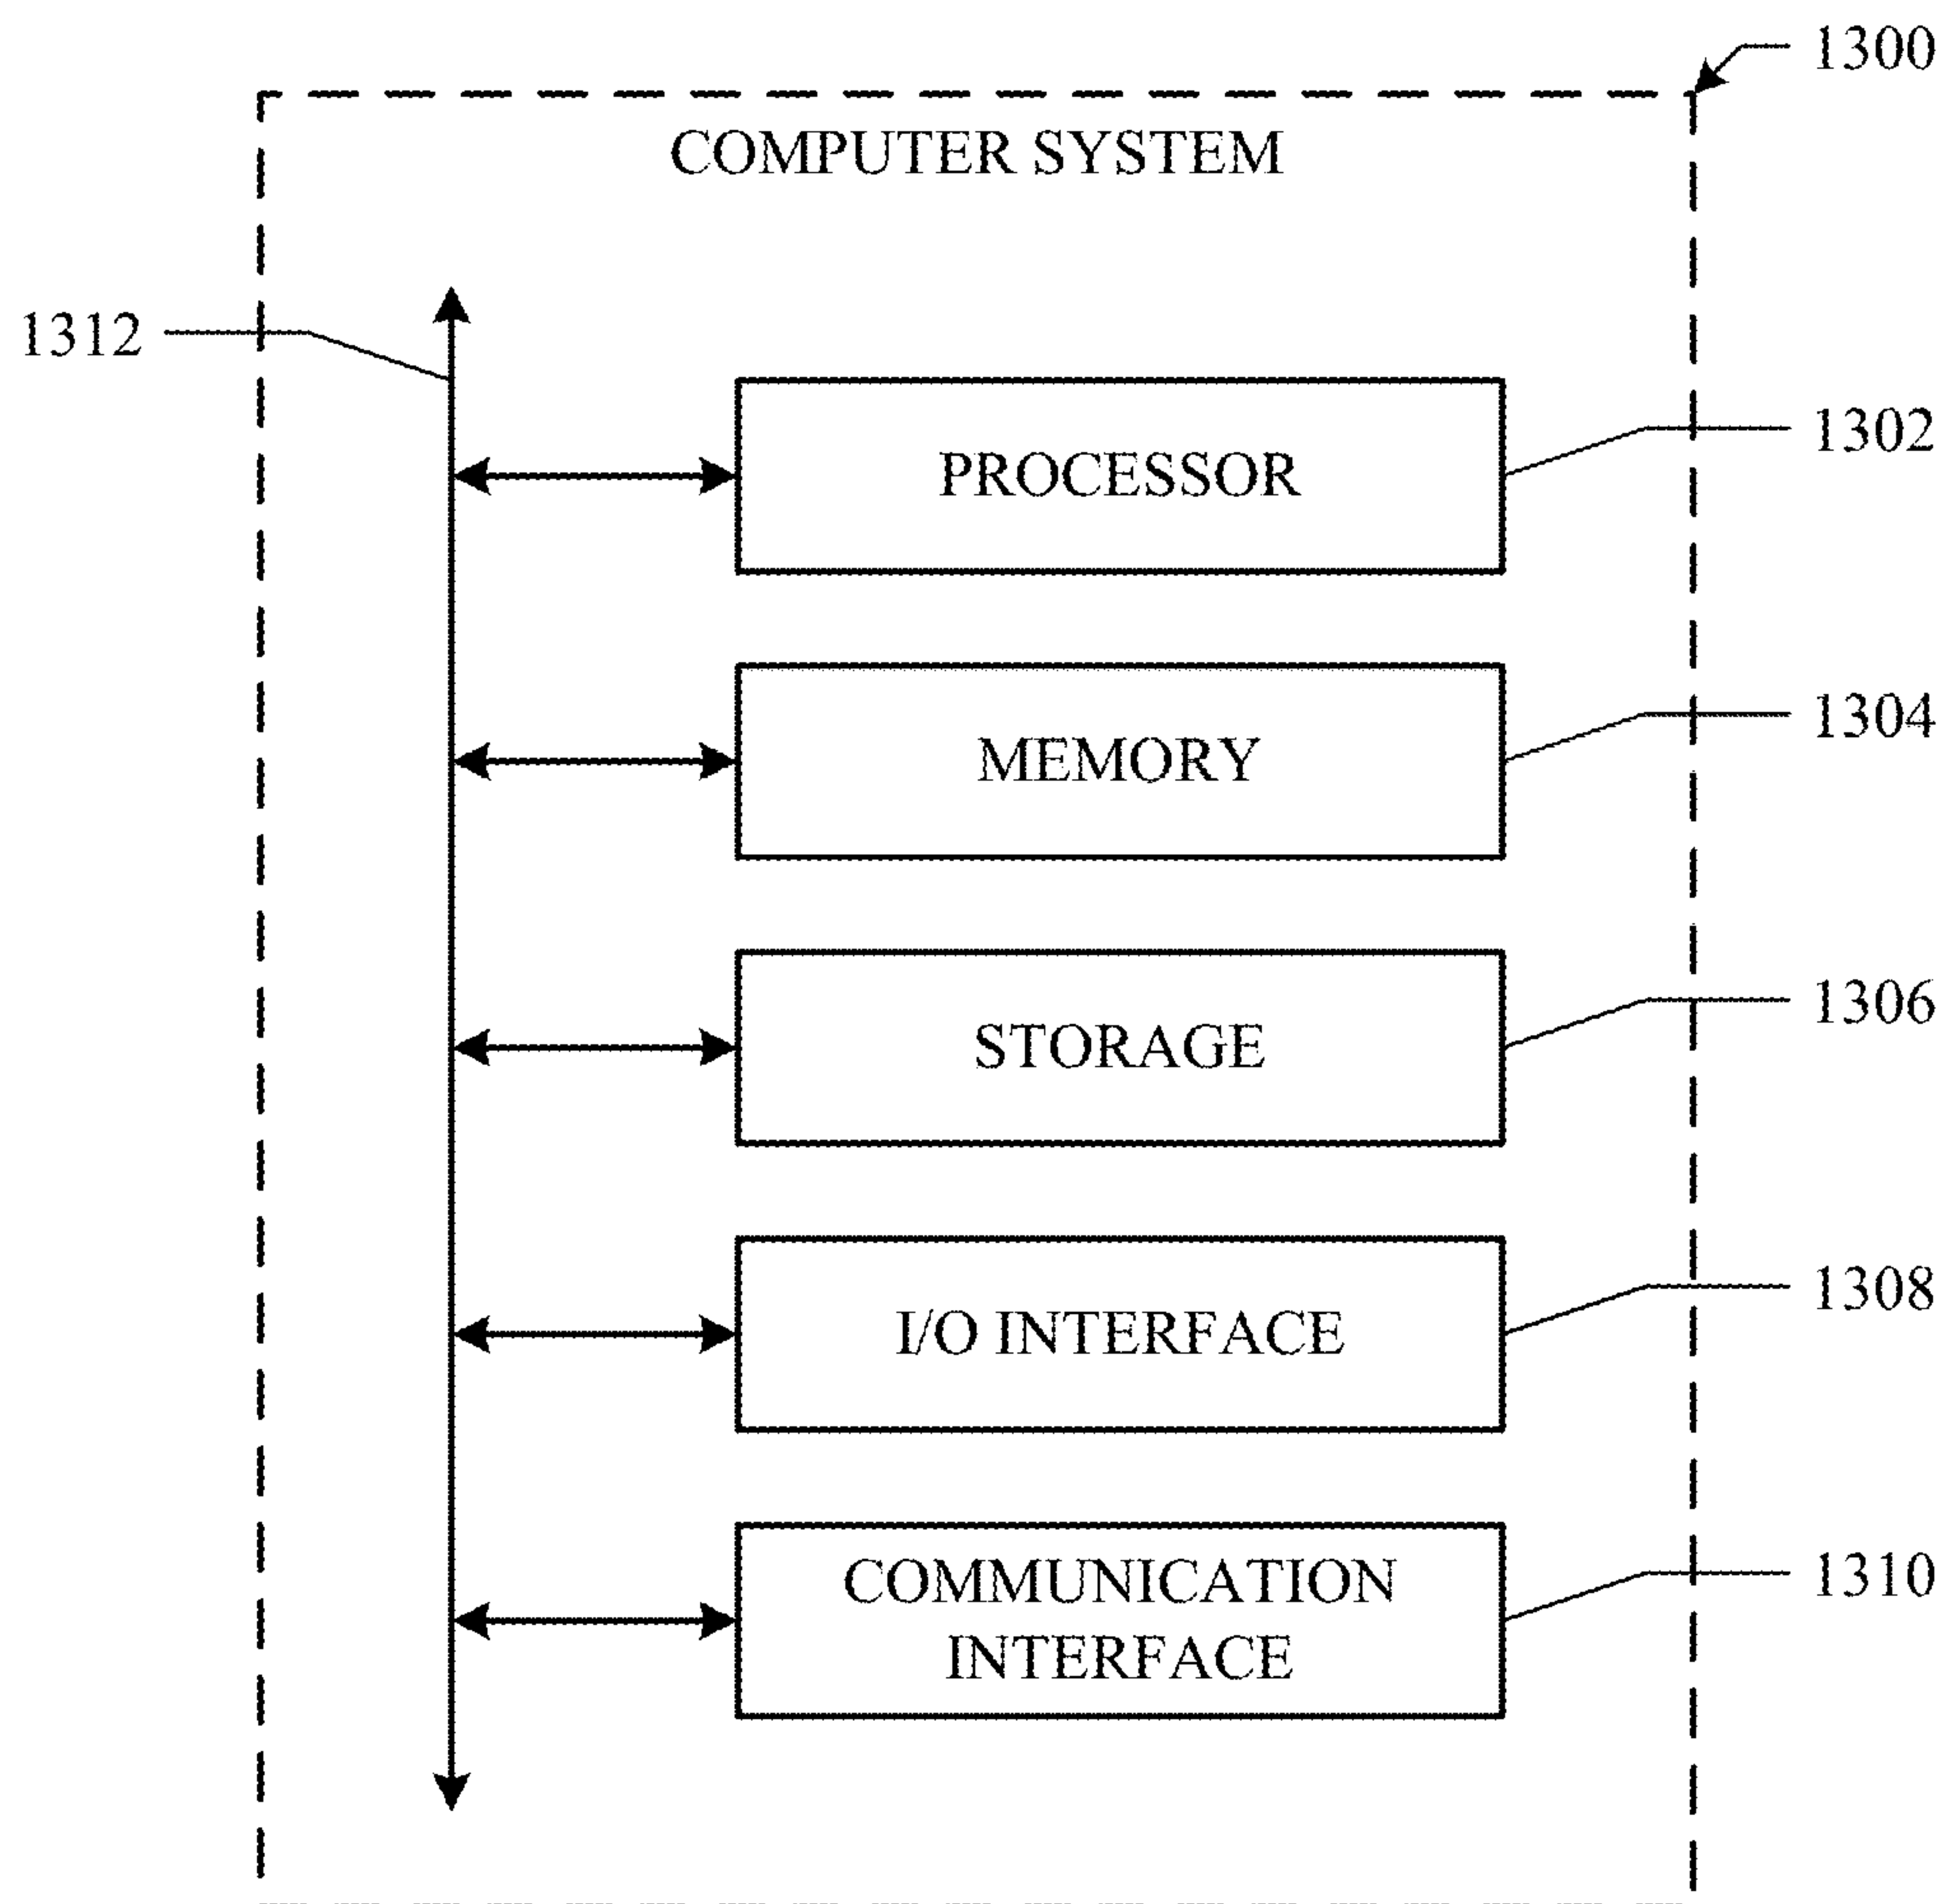 1300
COMPUTER SYSTEM
1312
PROCESSOR
1302
MEMORY
1304
STORAGE
1306
I/O INTERFACE
1308
COMMUNICATION
INTERFACE
1310